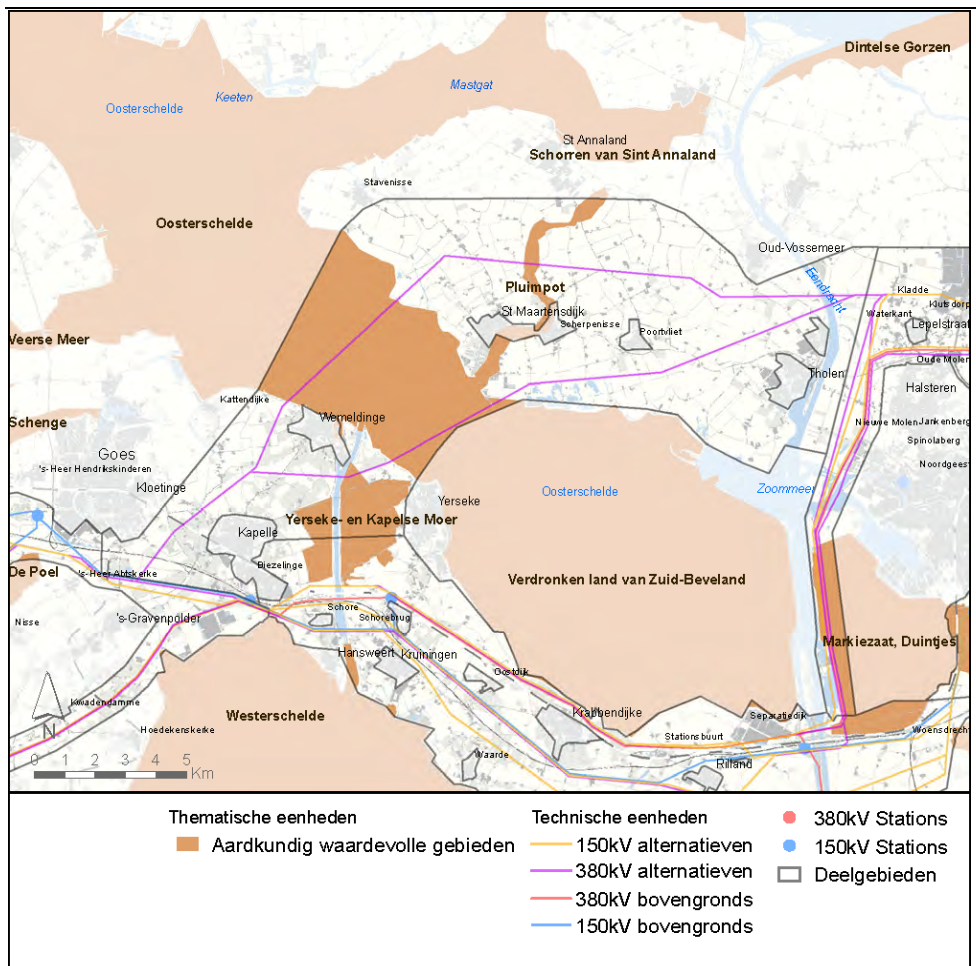 Dintelse Gorzen
Mastgat
Keeten
Oosterschelde
St Annaland
Schorren van Sint Annaland
Stavenisse
Oosterschelde
Oud-Vossemeer
Eendracht
Kladde
Klutsdorp
Pluimpot
St Maartensdijk
Waterkant
Scherpenisse
Lepelstraat
Poortvliet
Veerse Meer
Oude Molen
Tholen
Halsteren
Kattendijke
Wemeldinge
Schenge
Nieuwe Molen
Jankenberg
Spinolaberg
Goes
's-Heer Hendrikskinderen
Noordgeest
Kloetinge
Oosterschelde
Zoommeer
Yerseke
Yerseke- en Kapelse Moer
Kapelle
Biezelinge
De Poel
's-Heer Abtskerke
Verdronken land van Zuid-Beveland
Schore
Schorebrug
's-Gravenpolder
Nisse
Markiezaat, Duintjes
Hansweert
Kruiningen
Oostdijk
Kwadendamme
Westerschelde
Krabbendijke
Separatiedijk
N
Hoedekenskerke
Stationsbuurt
Woensdrecht
Waarde
Rilland
0 1 2 3 4 5
Km
Thematische eenheden
Aardkundig waardevolle gebieden
Technische eenheden
150kV alternatieven
380kV alternatieven
380kV bovengronds
150kV bovengronds
380kV Stations
150kV Stations
Deelgebieden